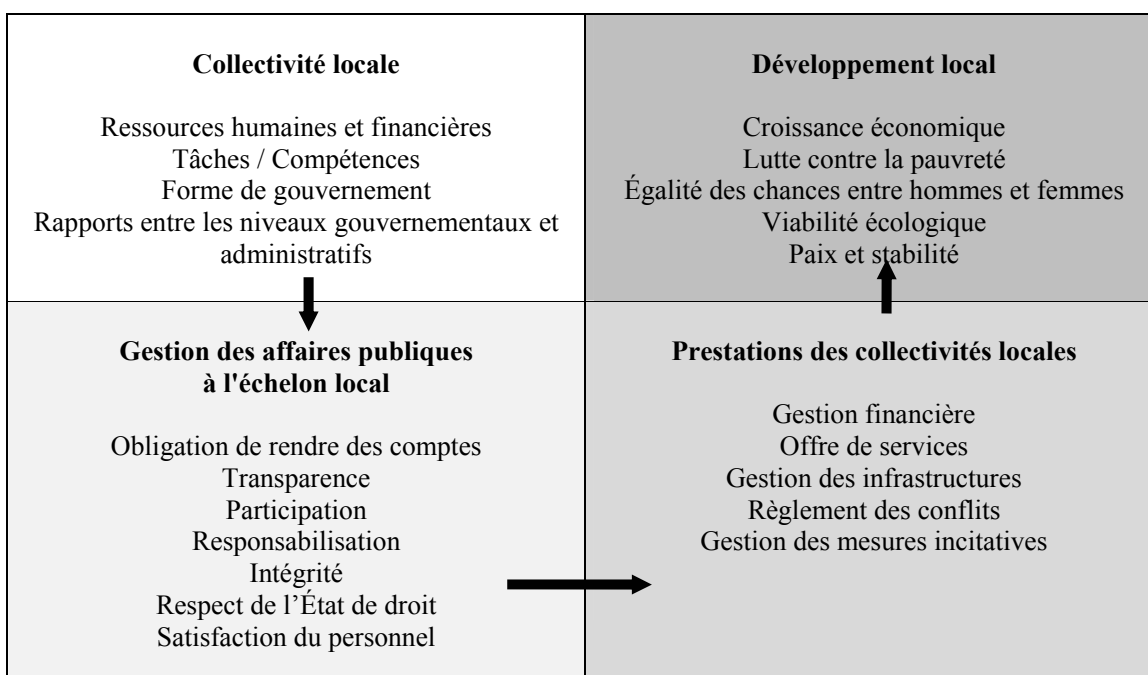 Collectivité locale
Ressources humaines et financières
Tâches / Compétences
Forme de gouvernement
Rapports entre les niveaux gouvernementaux et
administratifs
Développement local
Croissance économique
Lutte contre la pauvreté
Égalité des chances entre hommes et femmes
Viabilité écologique
Paix et stabilité
Gestion des affaires publiques
à l'échelon local
Obligation de rendre des comptes
Transparence
Participation
Responsabilisation
Intégrité
Respect de l’État de droit
Satisfaction du personnel
Prestations des collectivités locales
Gestion financière
Offre de services
Gestion des infrastructures
Règlement des conflits
Gestion des mesures incitatives